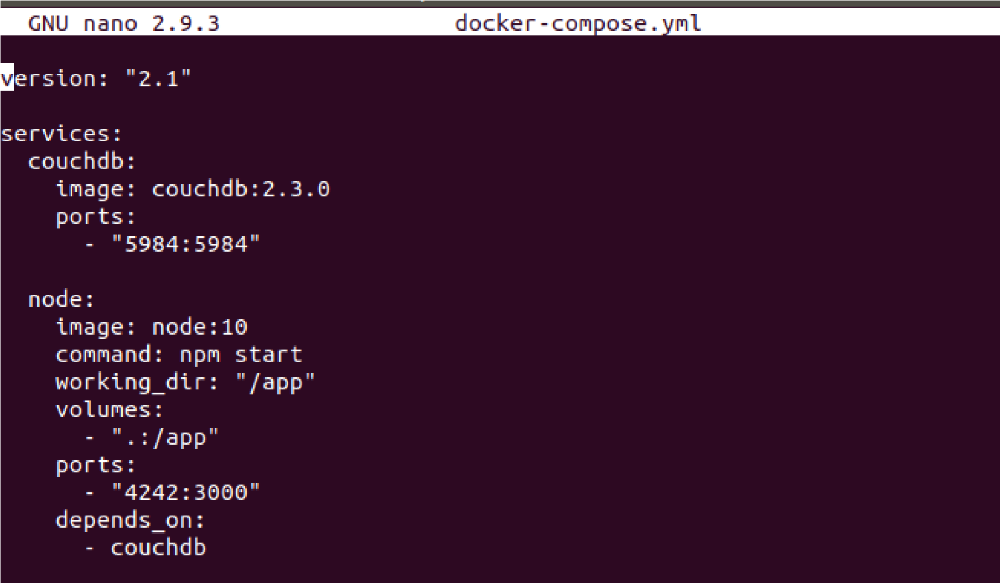 GNU nano 2.9.3 docker-compose.yml
version: "2.1"
services:
  couchdb:
    image: couchdb:2.3.0
    ports:
      - "5984:5984"
  node:
    image: node:10
    command: npm start
    working_dir: "/app"
    volumes:
      - ".:/app"
    ports:
      - "4242:3000"
    depends_on:
      - couchdb